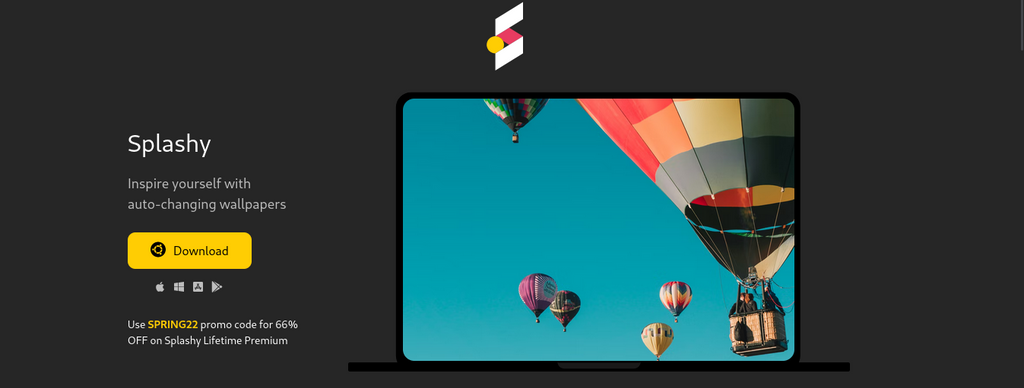 Splashy
Inspire yourself with
auto-changing wallpapers
Download
Use SPRING22 promo code for 66%
OFF on Splashy Lifetime Premium